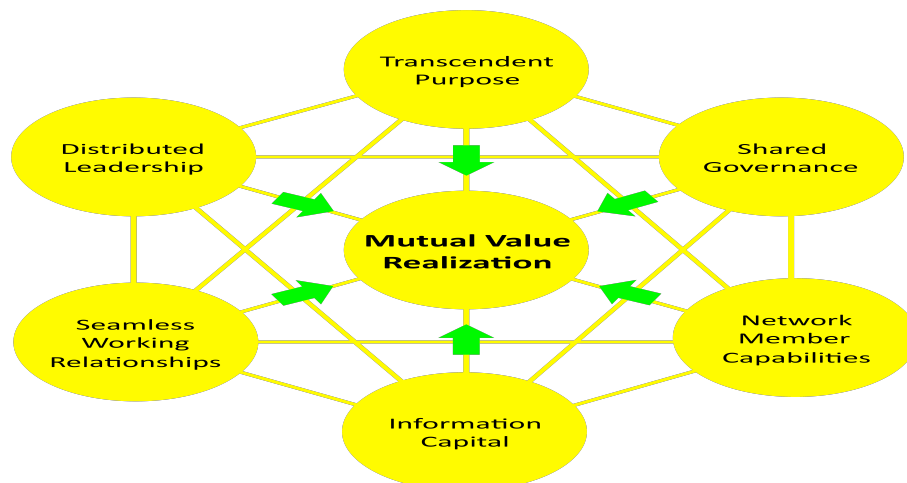 Transcendent
Purpose
Distributed
Leadership
Shared
Governance
Mutual Value
Realization
Seamless
Working
Relationships
Network
Member
Capabilities
Information
Capital